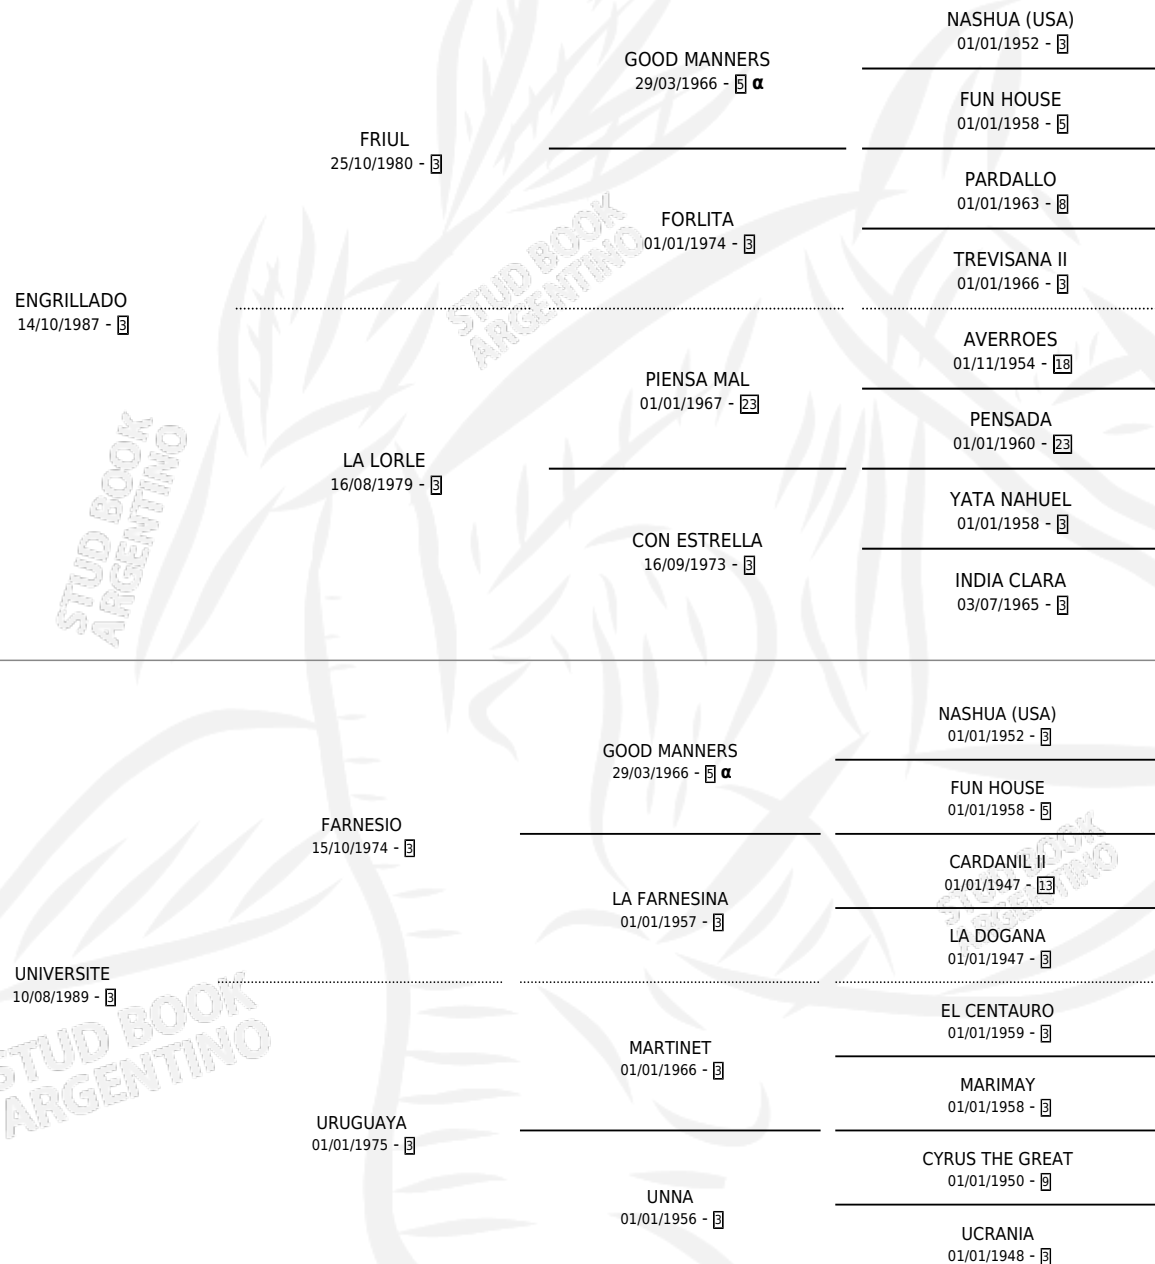 NASHUA (USA)
01/01/1952 - 3
GOOD MANNERS
29/03/1966 - 5 α
FUN HOUSE
01/01/1958 - 5
FRIUL
25/10/1980 - 3
PARDALLO
01/01/1963 - 8
FORLITA
01/01/1974 - 3
TREVISANA II
01/01/1966 - 3
ENGRILLADO
14/10/1987 - 3
AVERROES
01/11/1954 - 18
PIENSA MAL
01/01/1967 - 23
PENSADA
01/01/1960 - 23
LA LORLE
16/08/1979 - 3
YATA NAHUEL
01/01/1958 - 3
CON ESTRELLA
16/09/1973 - 3
INDIA CLARA
03/07/1965 - 3
NASHUA (USA)
01/01/1952 - 3
GOOD MANNERS
29/03/1966 - 5 α
FUN HOUSE
01/01/1958 - 5
FARNESIO
15/10/1974 - 3
CARDANIL II
01/01/1947 - 13
LA FARNESINA
01/01/1957 - 3
LA DOGANA
01/01/1947 - 3
UNIVERSITE
10/08/1989 - 3
EL CENTAURO
01/01/1959 - 3
MARTINET
01/01/1966 - 3
MARIMAY
01/01/1958 - 3
URUGUAYA
01/01/1975 - 3
CYRUS THE GREAT
01/01/1950 - 9
UNNA
01/01/1956 - 3
UCRANIA
01/01/1948 - 3
STUD BOOK
ARGENTINO
STUD BOOK
ARGENTINO
STUD BOOK
ARGENTINO
STUD BOOK
ARGENTINO